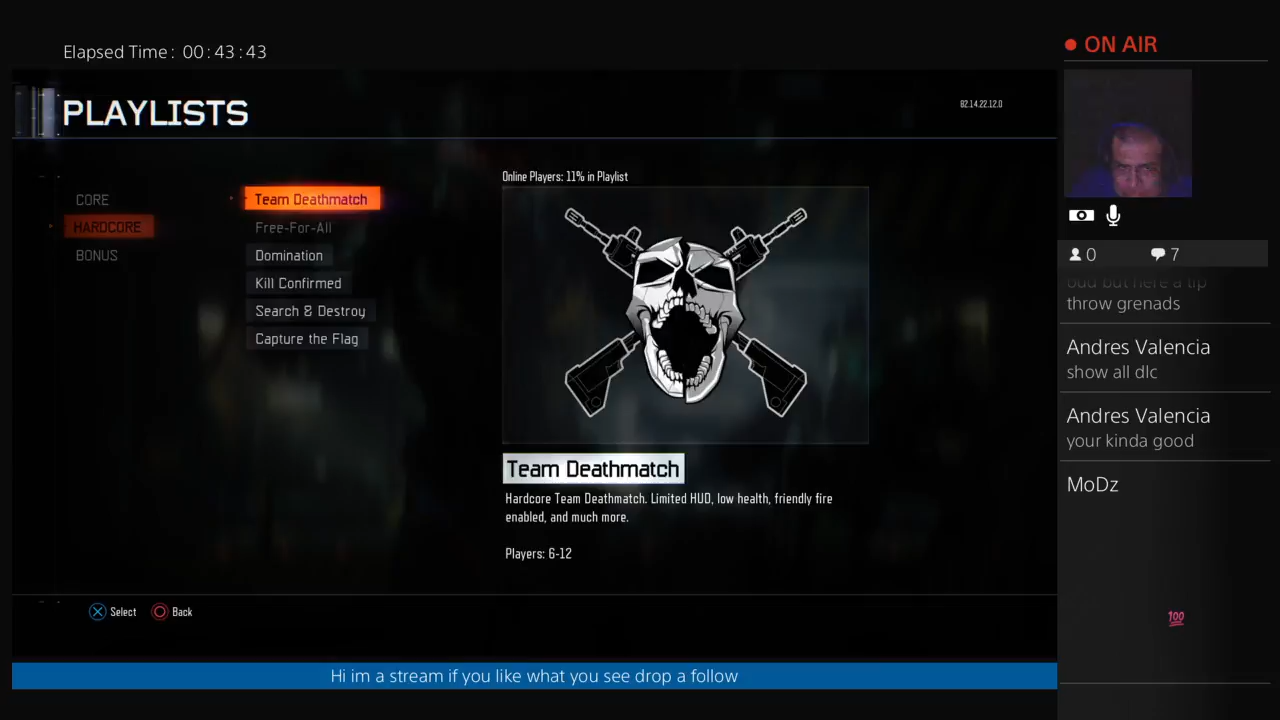 Elapsed Time: 00:43:43
ON AIR
PLAYLISTS
82.14.22.12.0
Online Players: 11% in Playlist
CORE
HARDCORE
BONUS
Team Deathmatch
Free-For-All
Domination
Kill Confirmed
Search & Destroy
Capture the Flag
Team Deathmatch
Hardcore Team Deathmatch. Limited HUD, low health, friendly fire
enabled, and much more.
Players: 6-12
Select
Back
Hi im a stream if you like what you see drop a follow
0
7
but here a tip
throw grenads
Andres Valencia
show all dlc
Andres Valencia
your kinda good
MoDz
100